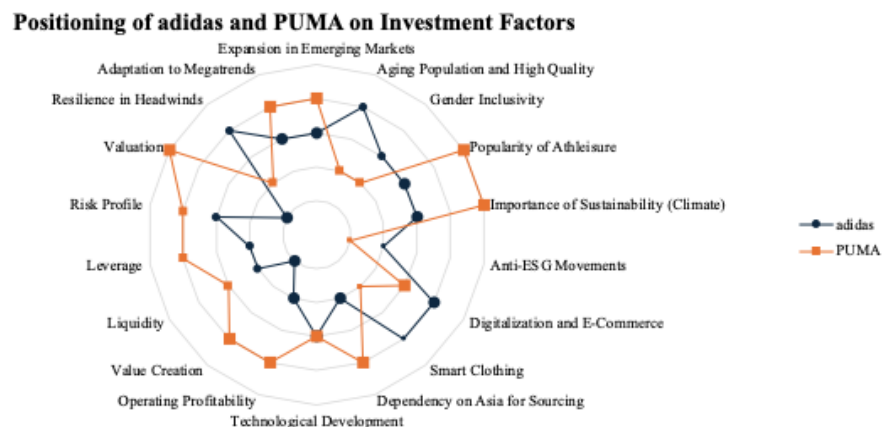 Positioning of adidas and PUMA on Investment Factors
Expansion in Emerging Markets
Adaptation to Megatrends
Aging Population and High Quality
Resilience in Headwinds
Gender Inclusivity
Valuation
Popularity of Athleisure
Risk Profile
Importance of Sustainability (Climate)
adidas
PUMA
Leverage
Anti-ESG Movements
Liquidity
Digitalization and E-Commerce
Value Creation
Smart Clothing
Operating Profitability
Dependency on Asia for Sourcing
Technological Development